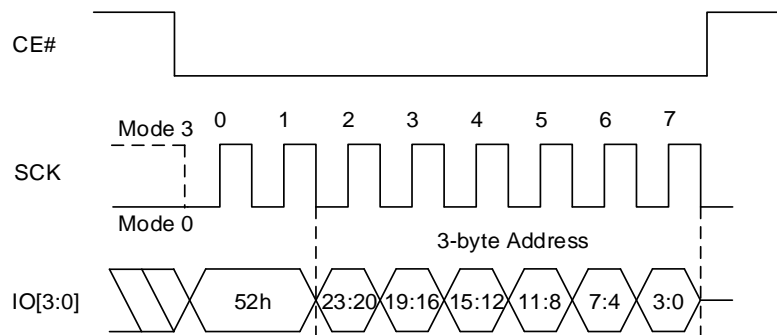 CE#
Mode 3
0 1 2 3 4 5 6 7
SCK
Mode 0
3-byte Address
IO[3:0]
52h 23:20 19:16 15:12 11:8 7:4 3:0